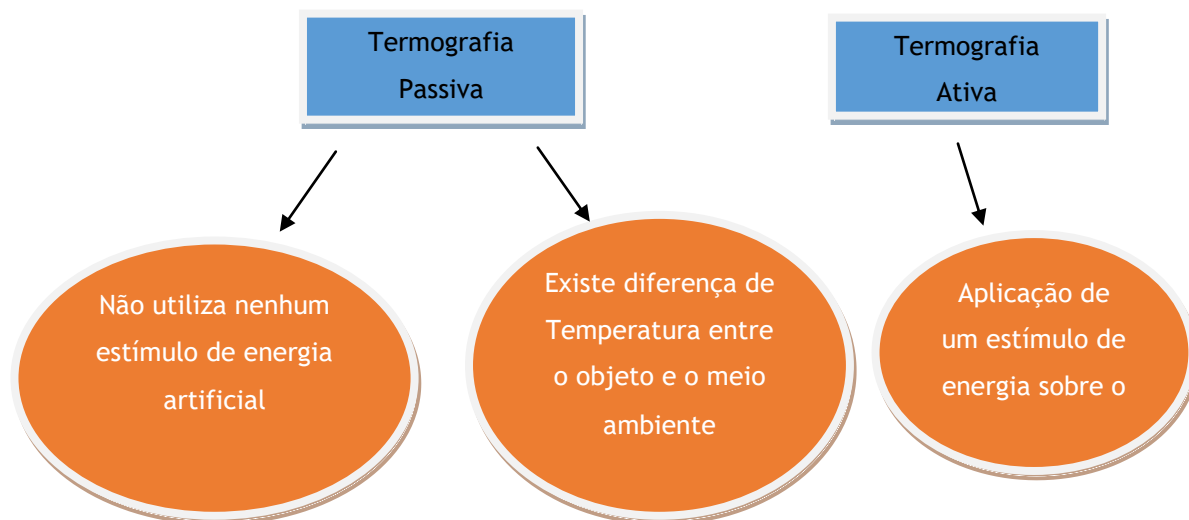 Termografia
Passiva
Termografia
Ativa
Não utiliza nenhum
estímulo de energia
artificial
Existe diferença de
Temperatura entre
o objeto e o meio
ambiente
Aplicação de
um estímulo de
energia sobre o